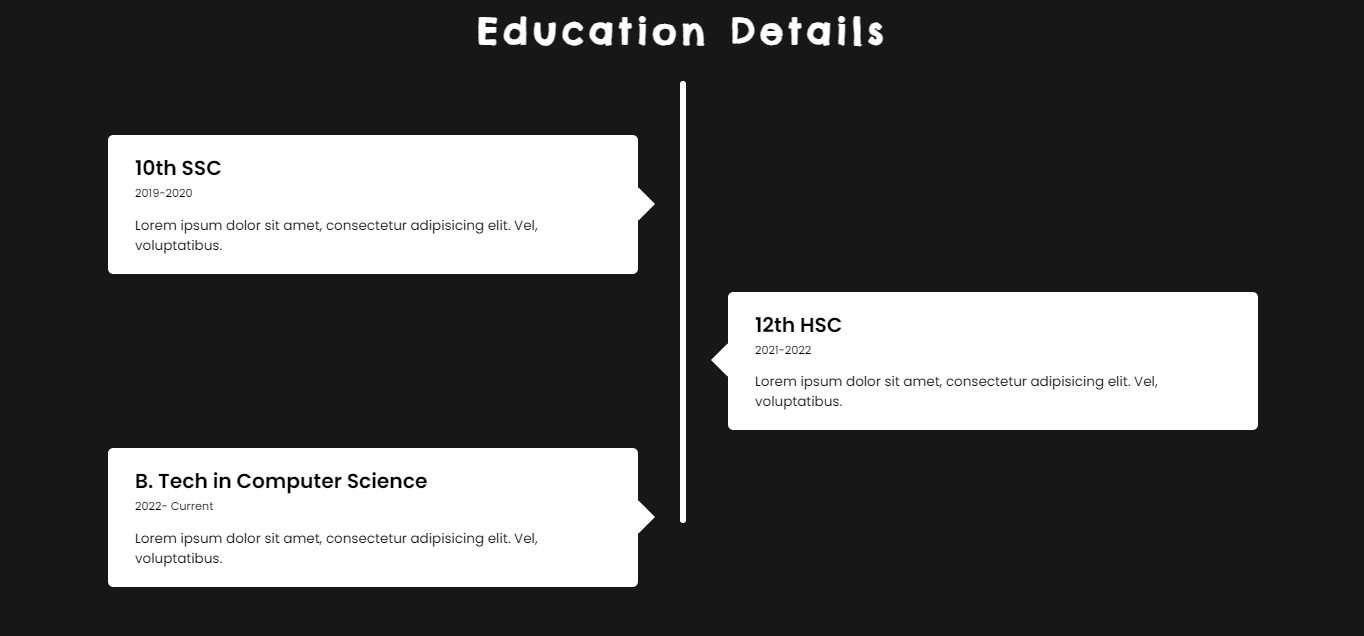 Education Details
10th SSC
2019-2020
Lorem ipsum dolor sit amet, consectetur adipisicing elit. Vel,
voluptatibus.
12th HSC
2021-2022
Lorem ipsum dolor sit amet, consectetur adipisicing elit. Vel,
voluptatibus.
B. Tech in Computer Science
2022- Current
Lorem ipsum dolor sit amet, consectetur adipisicing elit. Vel,
voluptatibus.